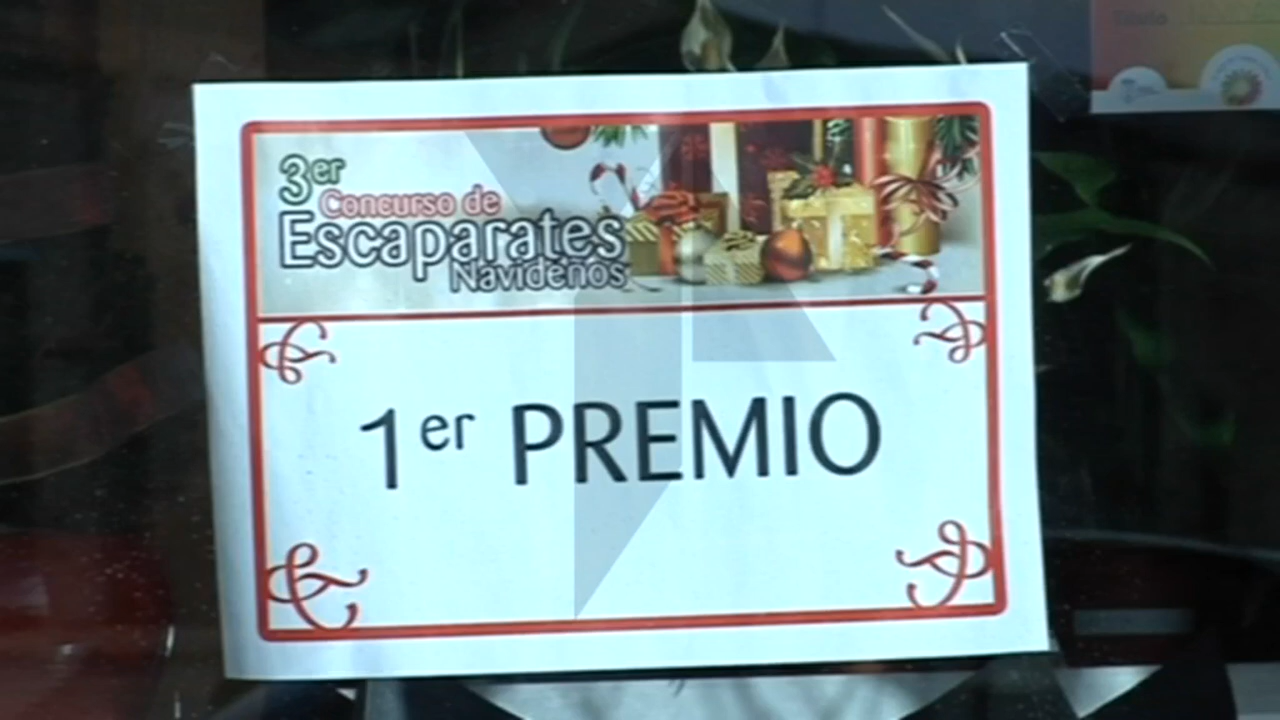 3er
Concurso de
Escaparates
Navideños
1er PREMIO